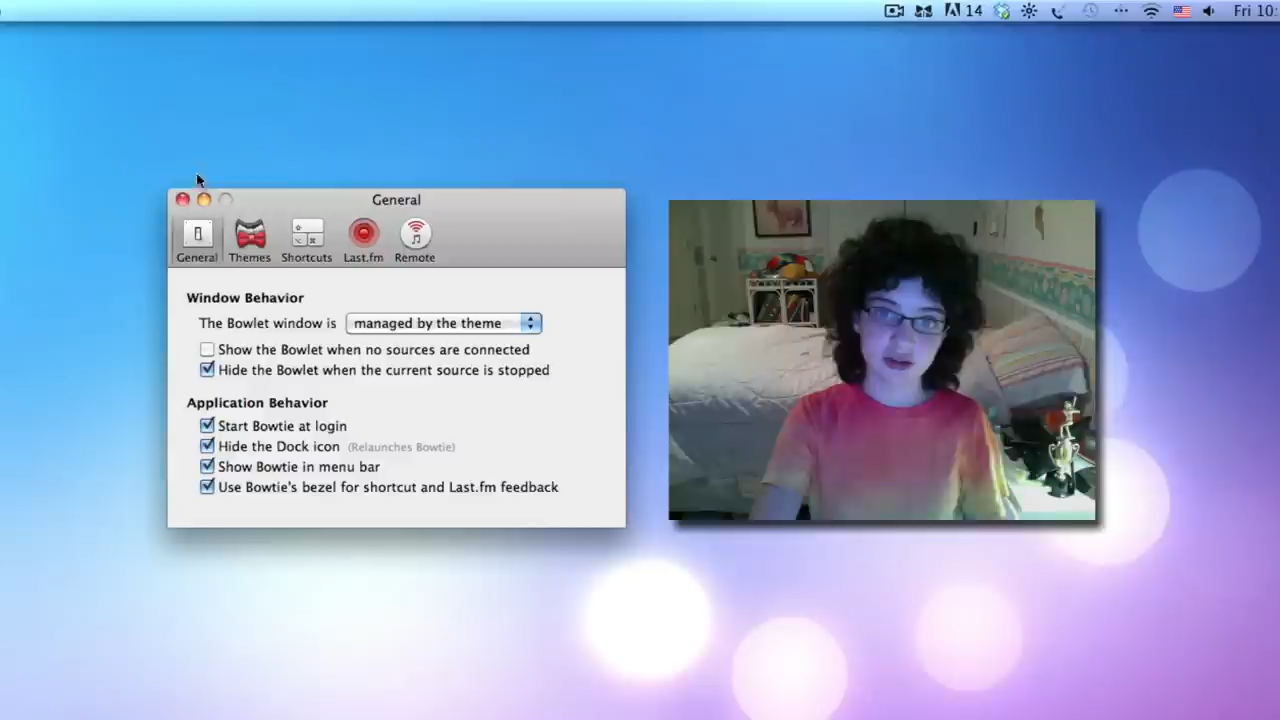 14
Fri 10:
General
General
Themes
Shortcuts
Last.fm
Remote
Window Behavior
The Bowlet window is managed by the theme
Show the Bowlet when no sources are connected
Hide the Bowlet when the current source is stopped
Application Behavior
Start Bowtie at login
Hide the Dock icon (Relaunches Bowtie)
Show Bowtie in menu bar
Use Bowtie's bezel for shortcut and Last.fm feedback